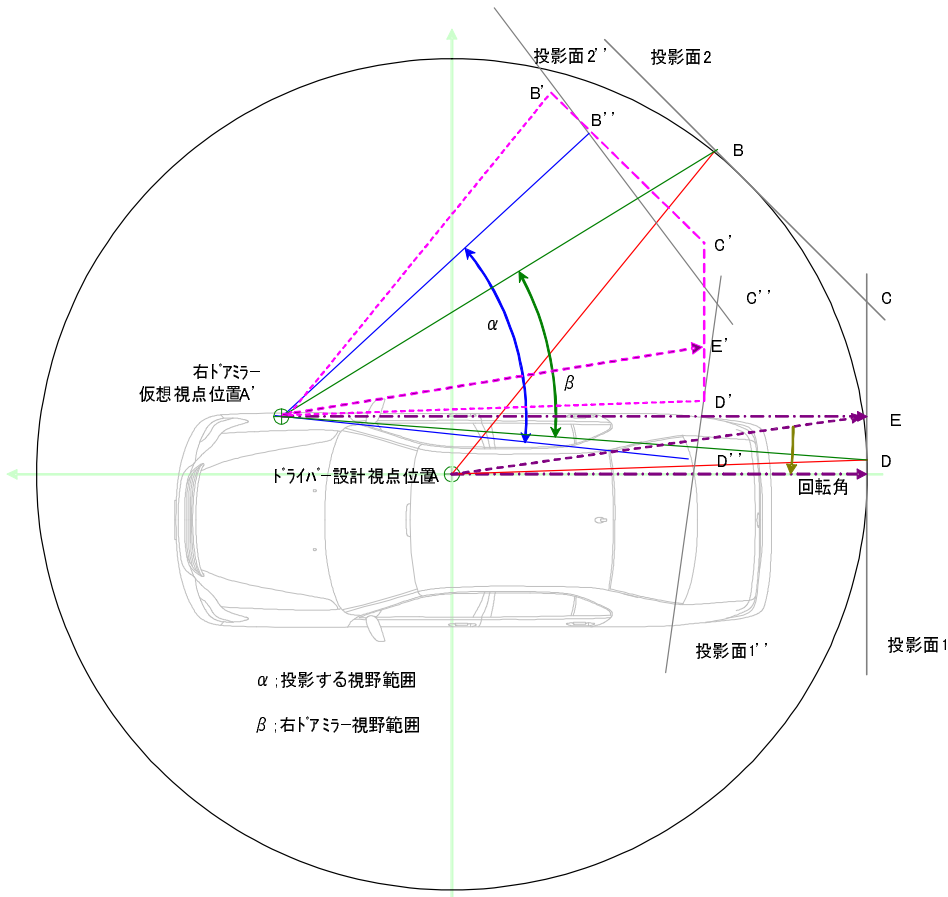 投影面2''
投影面2
B'
B''
B
C'
C''
C
α
E'
右ドアミラー
仮想視点位置A'
β
D'
E
ドライバー設計視点位置A
D''
D
回転角
投影面1''
投影面1
α;投影する視野範囲
β;右ドアミラー視野範囲